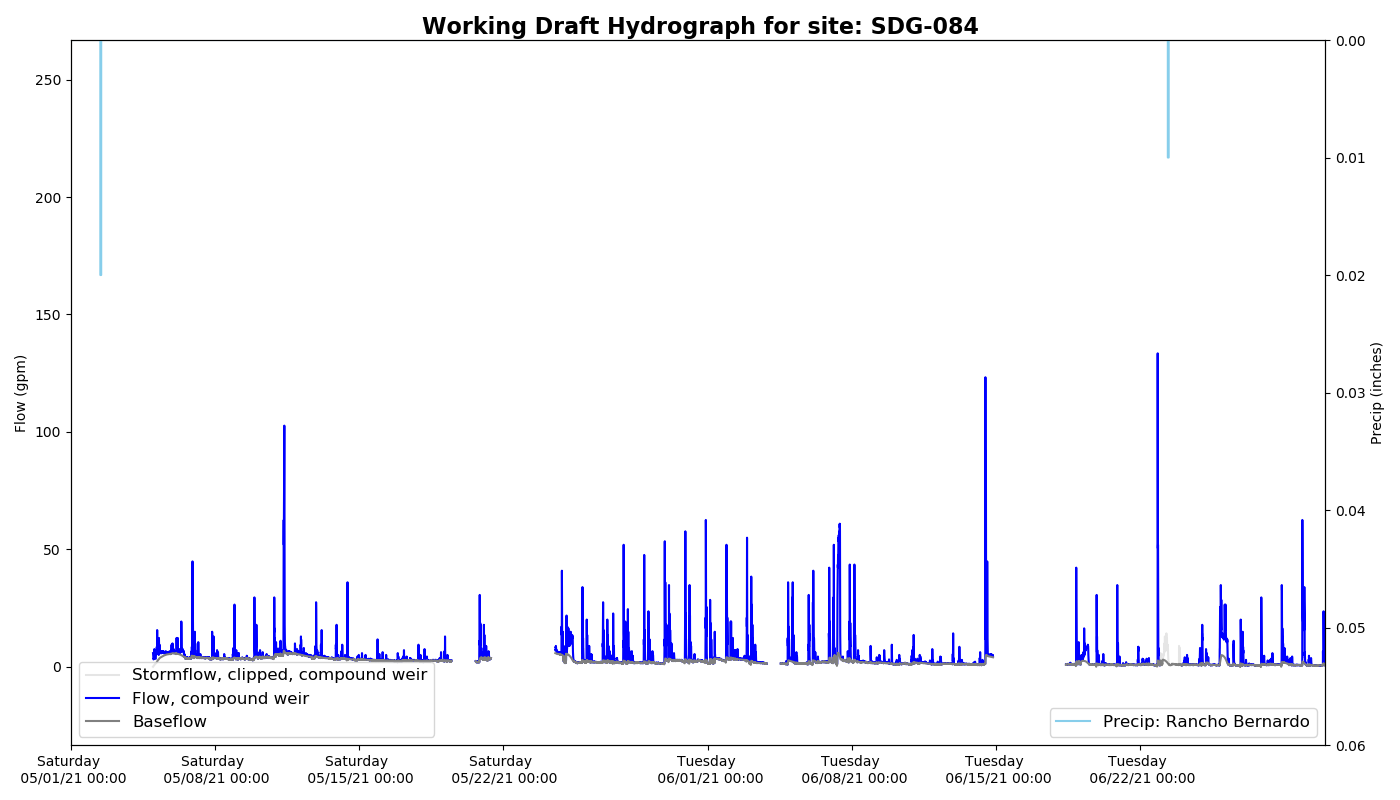 Working Draft Hydrograph for site: SDG-084
Flow (gpm)
250
200
150
100
50
0
Precip (inches)
0.00
0.01
0.02
0.03
0.04
0.05
0.06
Stormflow, clipped, compound weir
Flow, compound weir
Baseflow
Precip: Rancho Bernardo
Saturday
05/01/21 00:00
Saturday
05/08/21 00:00
Saturday
05/15/21 00:00
Saturday
05/22/21 00:00
Tuesday
06/01/21 00:00
Tuesday
06/08/21 00:00
Tuesday
06/15/21 00:00
Tuesday
06/22/21 00:00